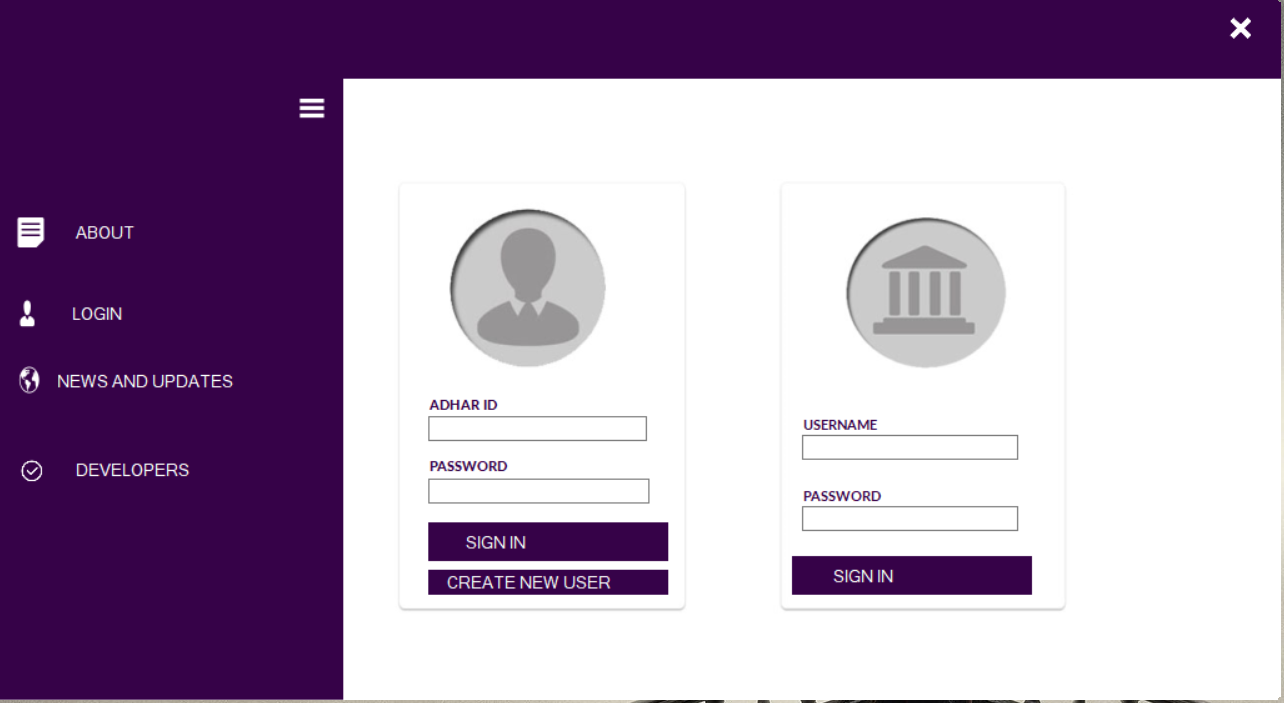 ABOUT
LOGIN
NEWS AND UPDATES
DEVELOPERS
ADHAR ID
PASSWORD
SIGN IN
CREATE NEW USER
USERNAME
PASSWORD
SIGN IN